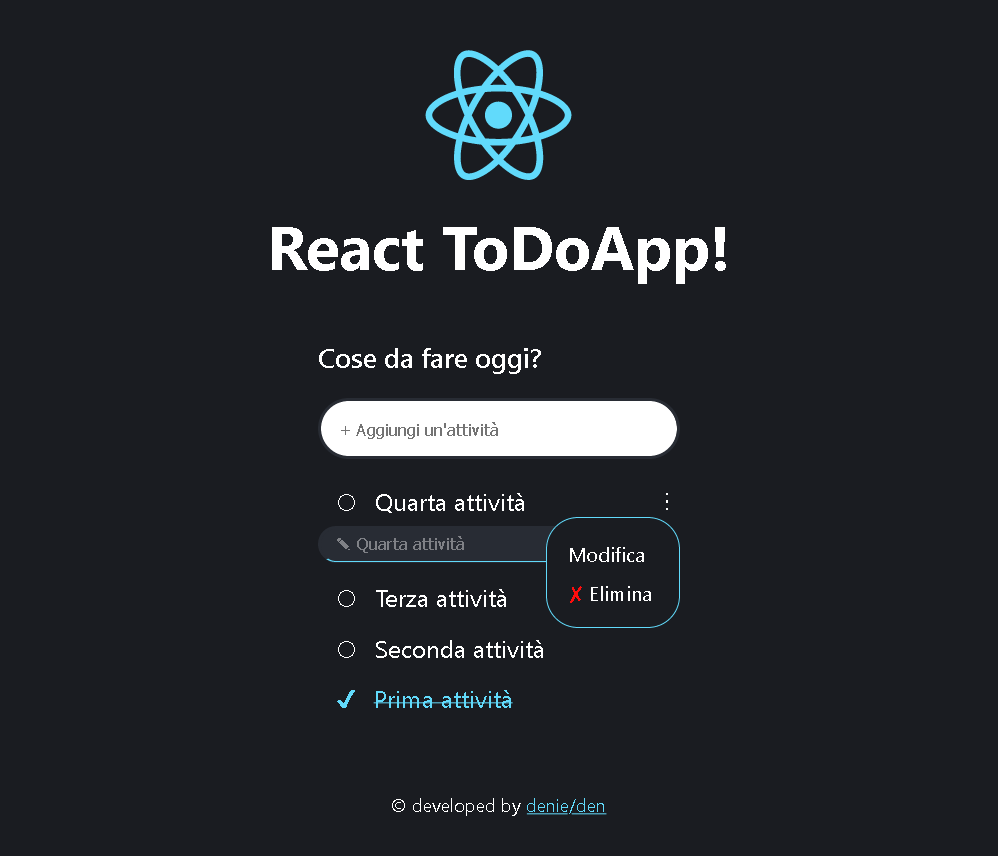 React ToDoApp!
Cose da fare oggi?
+ Aggiungi un'attività
Quarta attività
Quarta attività
Modifica
✗ Elimina
Terza attività
Seconda attività
✔ Prima attività
© developed by denie/den